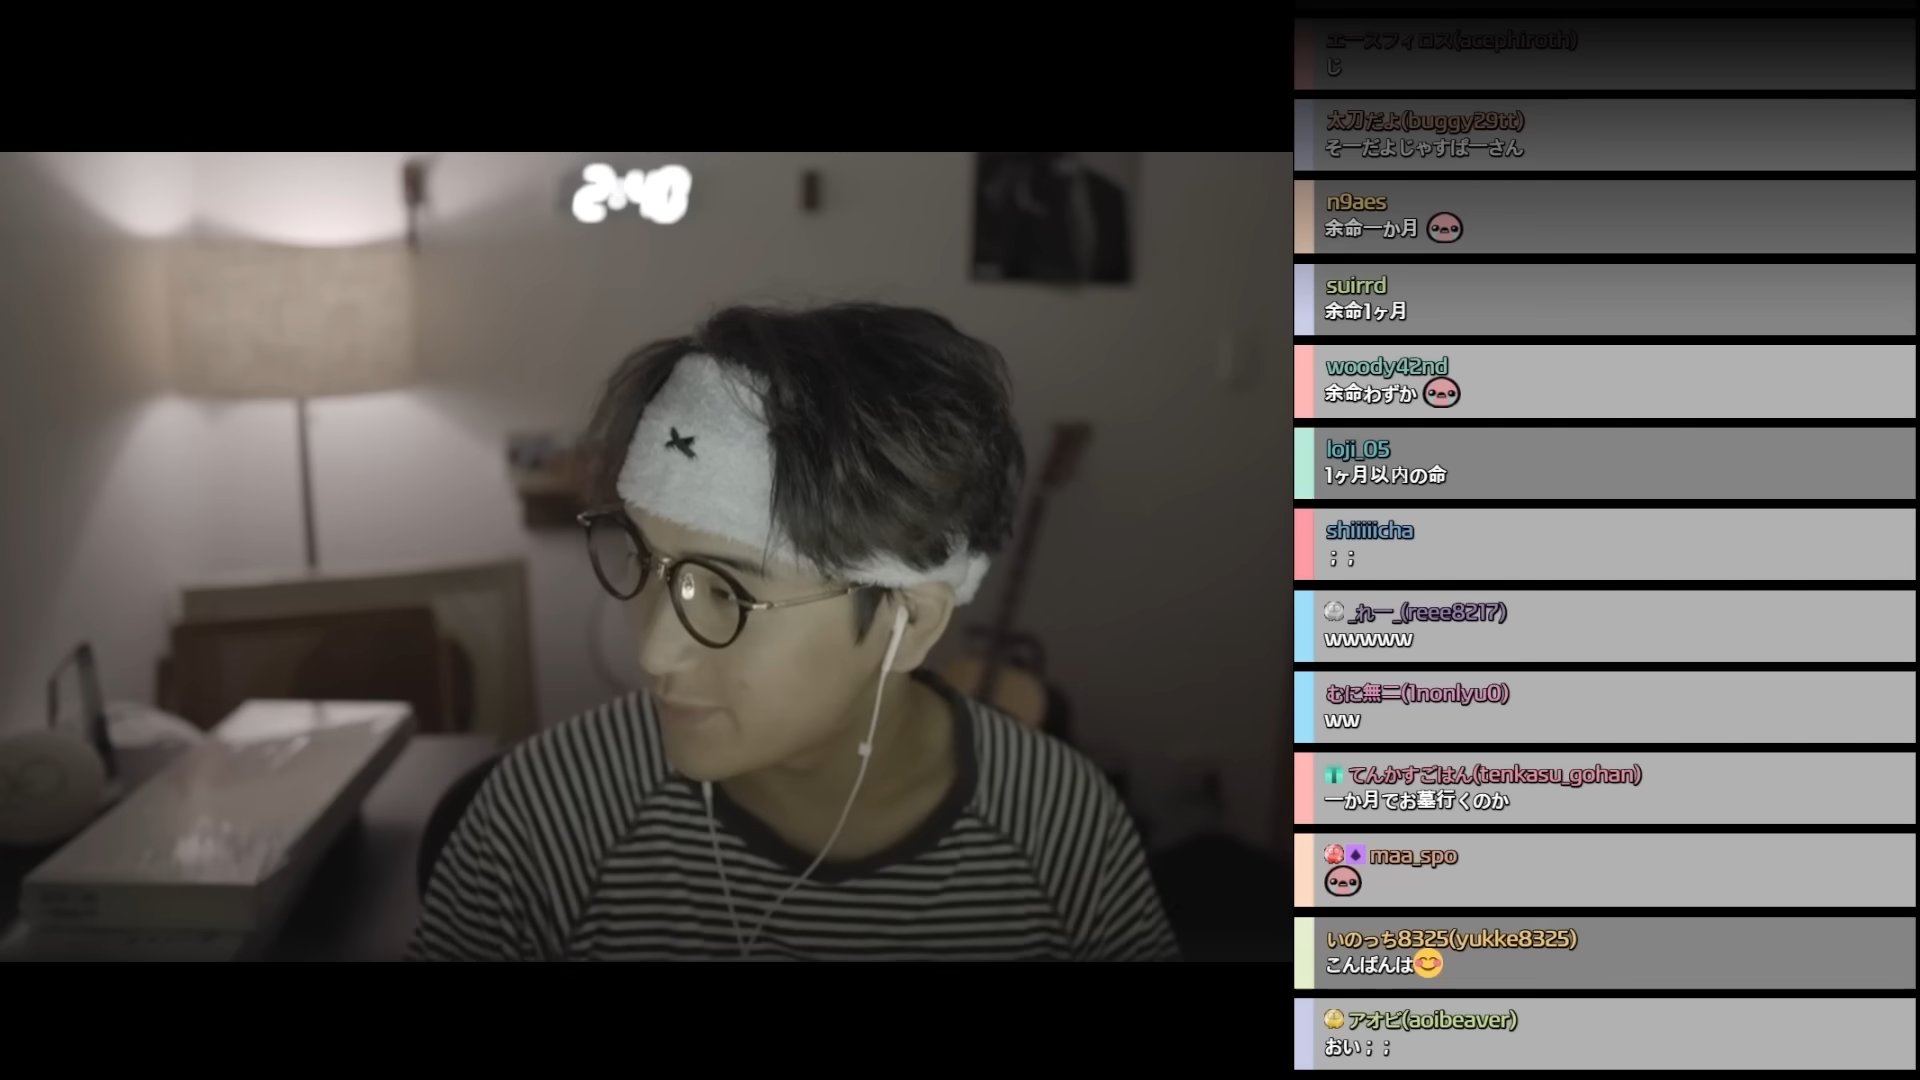 2:40
エースフィロス(acephiroth)
じ
太刀だよ(buggy29tt)
そーだよじゃすぱーさん
n9aes
余命一か月
suirrd
余命1ヶ月
woody42nd
余命わずか
loji_05
1ヶ月以内の命
shiiiiicha
；；
_れー_(reee8217)
wwwww
むに無二(1nonlyu0)
ww
てんかすごはん(tenkasu_gohan)
一か月でお墓行くのか
maa_spo
いのっち8325(yukke8325)
こんばんは😊
アオビ(aoibeaver)
おい；；